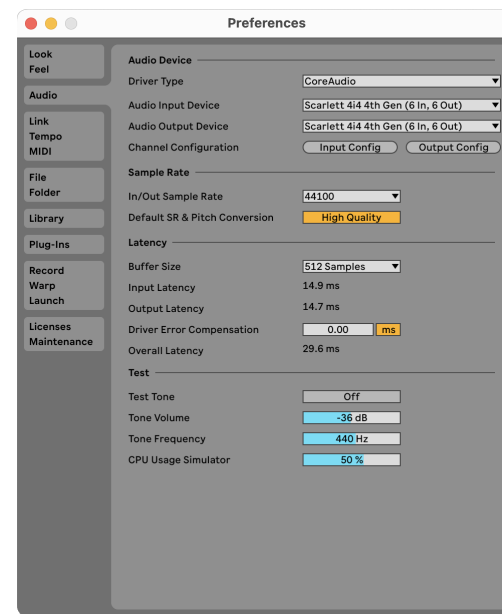 Preferences
Look
Feel
Audio
Link
Tempo
MIDI
File
Folder
Library
Plug-Ins
Record
Warp
Launch
Licenses
Maintenance
Audio Device
Driver Type CoreAudio
Audio Input Device Scarlett 4i4 4th Gen (6 In, 6 Out)
Audio Output Device Scarlett 4i4 4th Gen (6 In, 6 Out)
Channel Configuration Input Config Output Config
Sample Rate
In/Out Sample Rate 44100
Default SR & Pitch Conversion High Quality
Latency
Buffer Size 512 Samples
Input Latency 14.9 ms
Output Latency 14.7 ms
Driver Error Compensation 0.00 ms
Overall Latency 29.6 ms
Test
Test Tone Off
Tone Volume -36 dB
Tone Frequency 440 Hz
CPU Usage Simulator 50 %